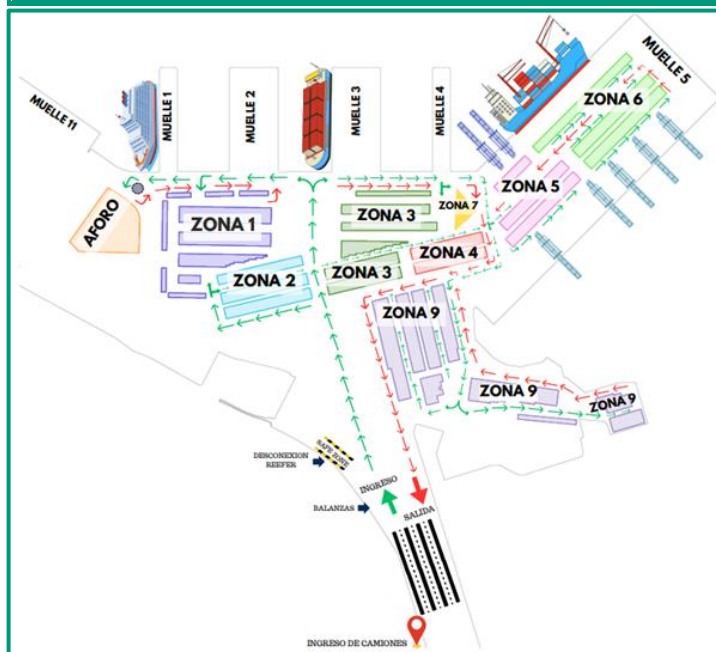 MUELLE 11
MUELLE 1
MUELLE 2
MUELLE 3
MUELLE 4
MUELLE 5
ZONA 6
ZONA 5
AFORO
ZONA 1
ZONA 3
ZONA 7
ZONA 2
ZONA 3
ZONA 4
ZONA 9
ZONA 9
ZONA 9
DESCONEXION
REEFER
SAFE ZONE
INGRESO
BALANZAS
SALIDA
INGRESO DE CAMIONES